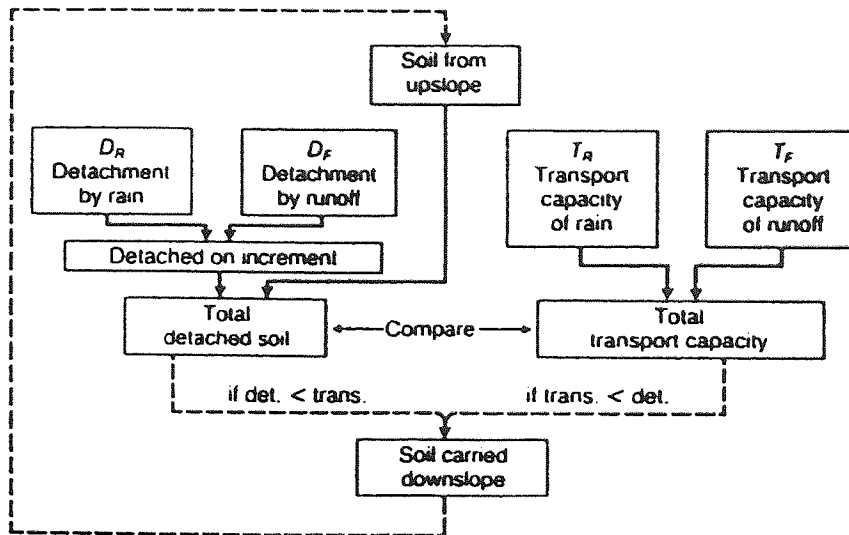 Soil from
upslope
D_R
Detachment
by rain
D_F
Detachment
by runoff
T_R
Transport
capacity
of rain
T_F
Transport
capacity
of runoff
Detached on increment
Total
detached soil
Compare
Total
transport capacity
if det. < trans.
if trans. < det.
Soil carried
downslope